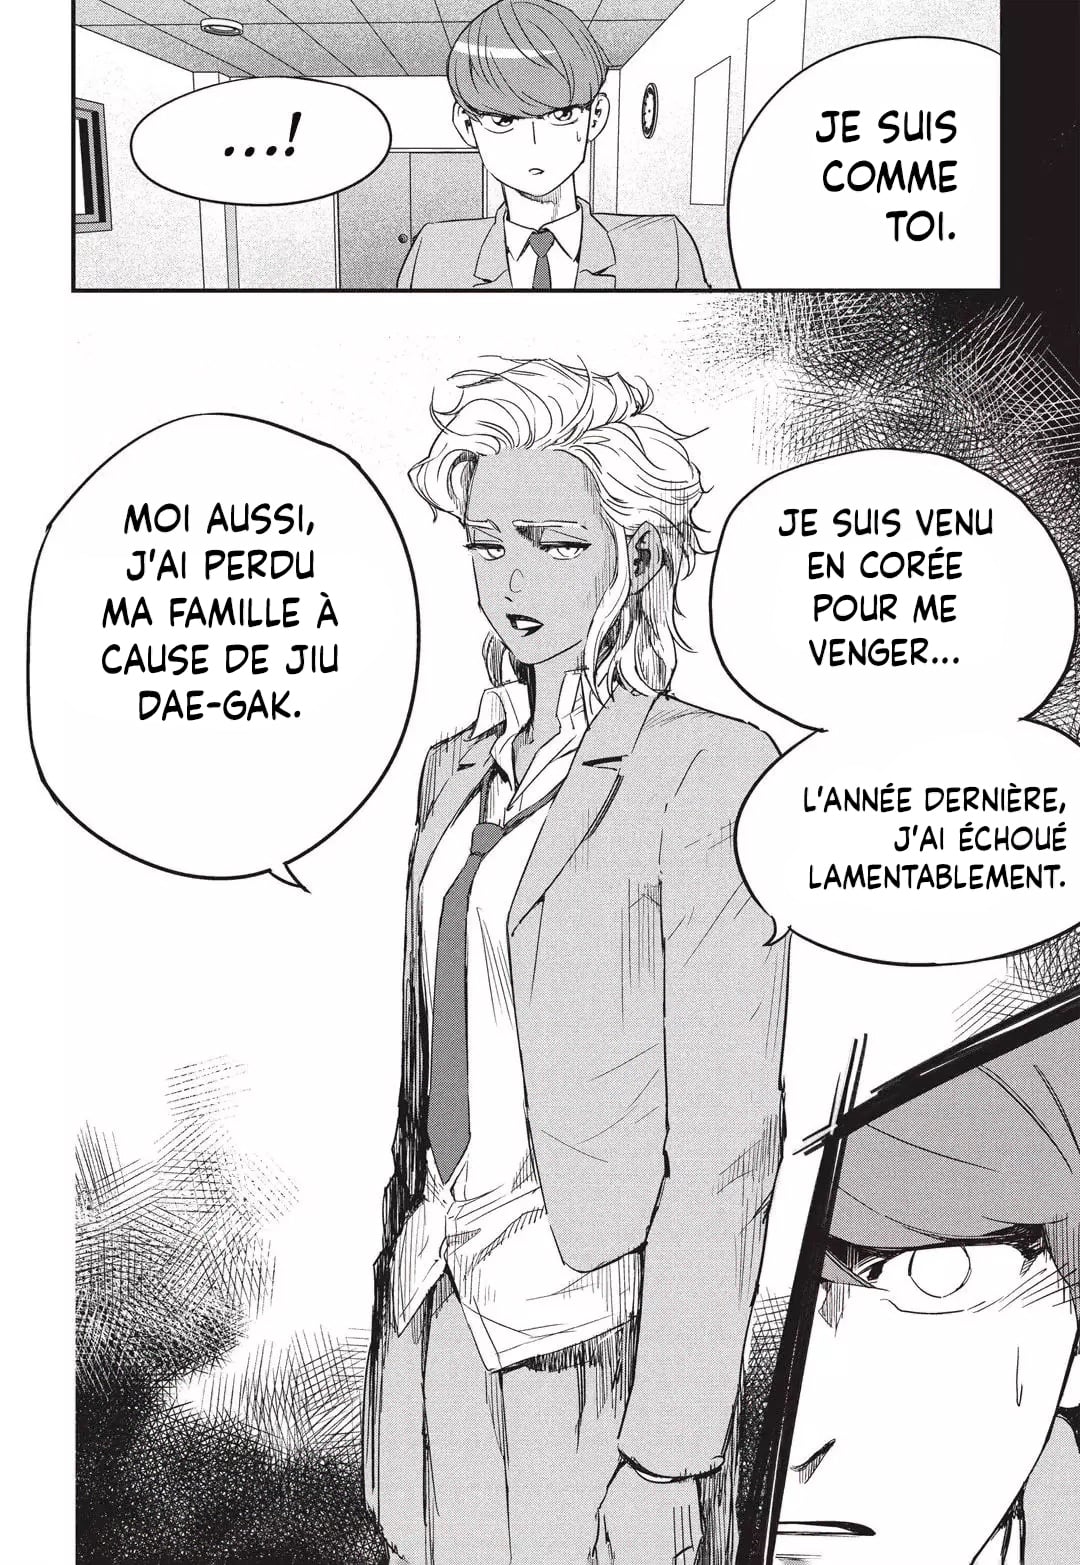 JE SUIS
COMME
TOI.
...!
JE SUIS VENU
EN CORÉE
POUR ME
VENGER...
L'ANNÉE DERNIÈRE,
J'AI ÉCHOUÉ
LAMENTABLEMENT.
MOI AUSSI,
J'AI PERDU
MA FAMILLE À
CAUSE DE JIU
DAE-GAK.